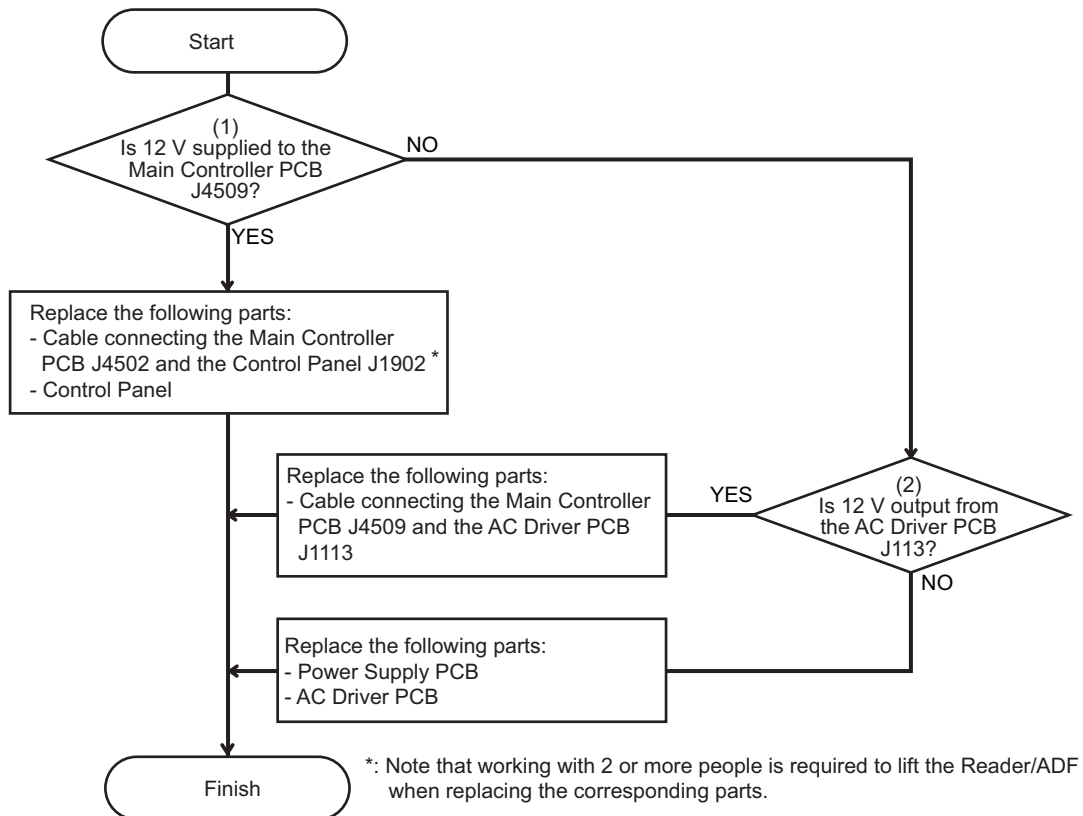 Start
(1)
Is 12 V supplied to the
Main Controller PCB
J4509?
NO
YES
Replace the following parts:
- Cable connecting the Main Controller
PCB J4502 and the Control Panel J1902 *
- Control Panel
(2)
Is 12 V output from
the AC Driver PCB
J113?
YES
NO
Replace the following parts:
- Cable connecting the Main Controller
PCB J4509 and the AC Driver PCB
J1113
Replace the following parts:
- Power Supply PCB
- AC Driver PCB
Finish
*: Note that working with 2 or more people is required to lift the Reader/ADF
when replacing the corresponding parts.